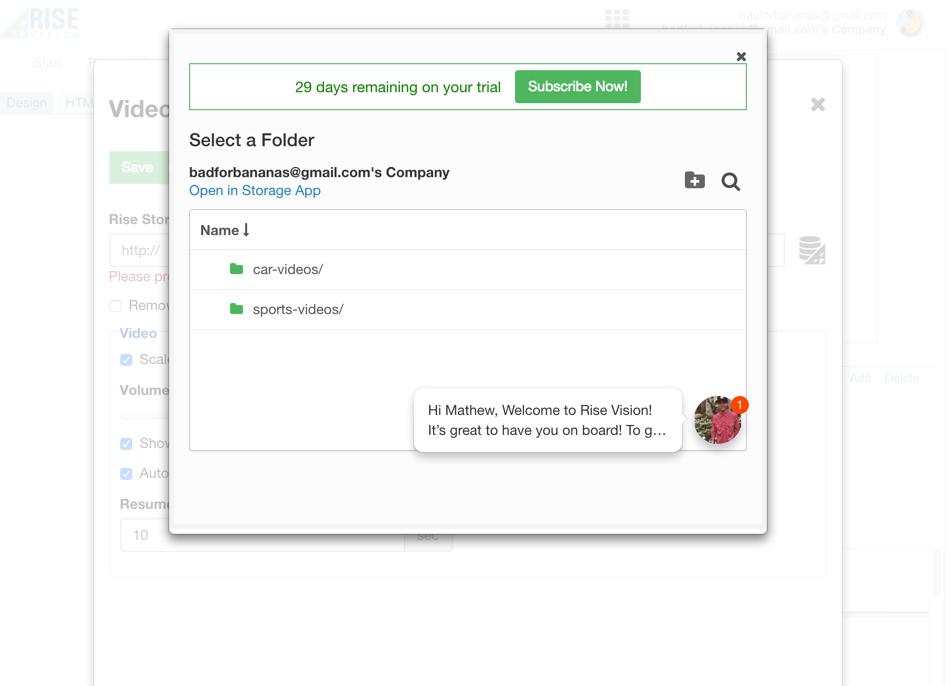 RISE
VISION
badforbananas@gmail.com
badforbananas@gmail.com's Company
Start
Design
HTM
Video
Save
Rise Stor
http://
Please pr
Remov
Video
Scale
Volume
Show
Auto
Resume
10
sec
Add
Delete
29 days remaining on your trial
Subscribe Now!
Select a Folder
badforbananas@gmail.com's Company
Open in Storage App
Name
car-videos/
sports-videos/
Hi Mathew, Welcome to Rise Vision!
It's great to have you on board! To g…
1